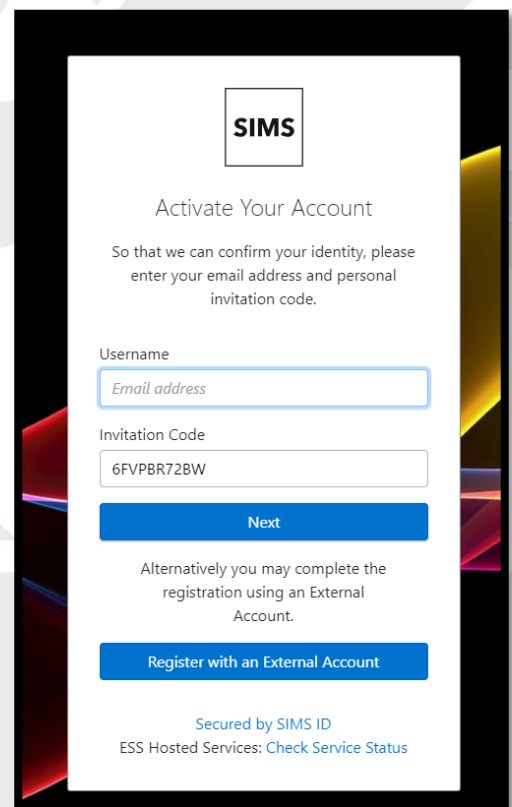 SIMS
Activate Your Account
So that we can confirm your identity, please
enter your email address and personal
invitation code.
Username
Email address
Invitation Code
6FVPBR72BW
Next
Alternatively you may complete the
registration using an External
Account.
Register with an External Account
Secured by SIMS ID
ESS Hosted Services: Check Service Status